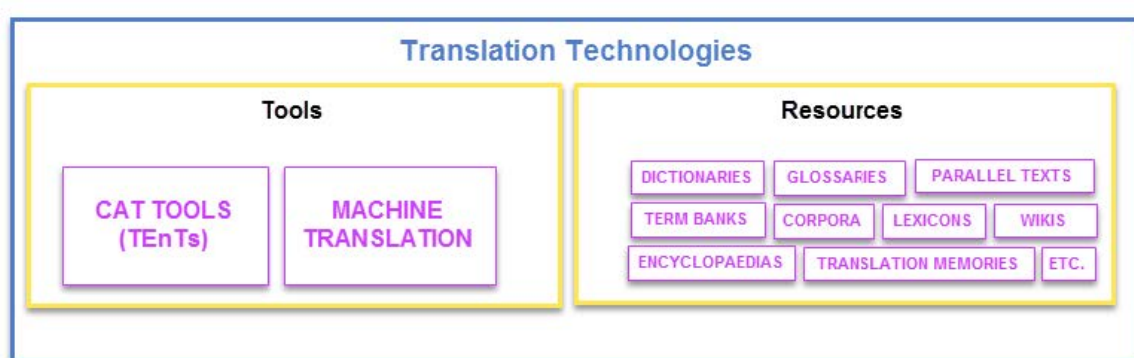 Translation Technologies
Tools
CAT TOOLS
(TEnTs)
MACHINE
TRANSLATION
Resources
DICTIONARIES
GLOSSARIES
PARALLEL TEXTS
TERM BANKS
CORPORA
LEXICONS
WIKIS
ENCYCLOPAEDIAS
TRANSLATION MEMORIES
ETC.